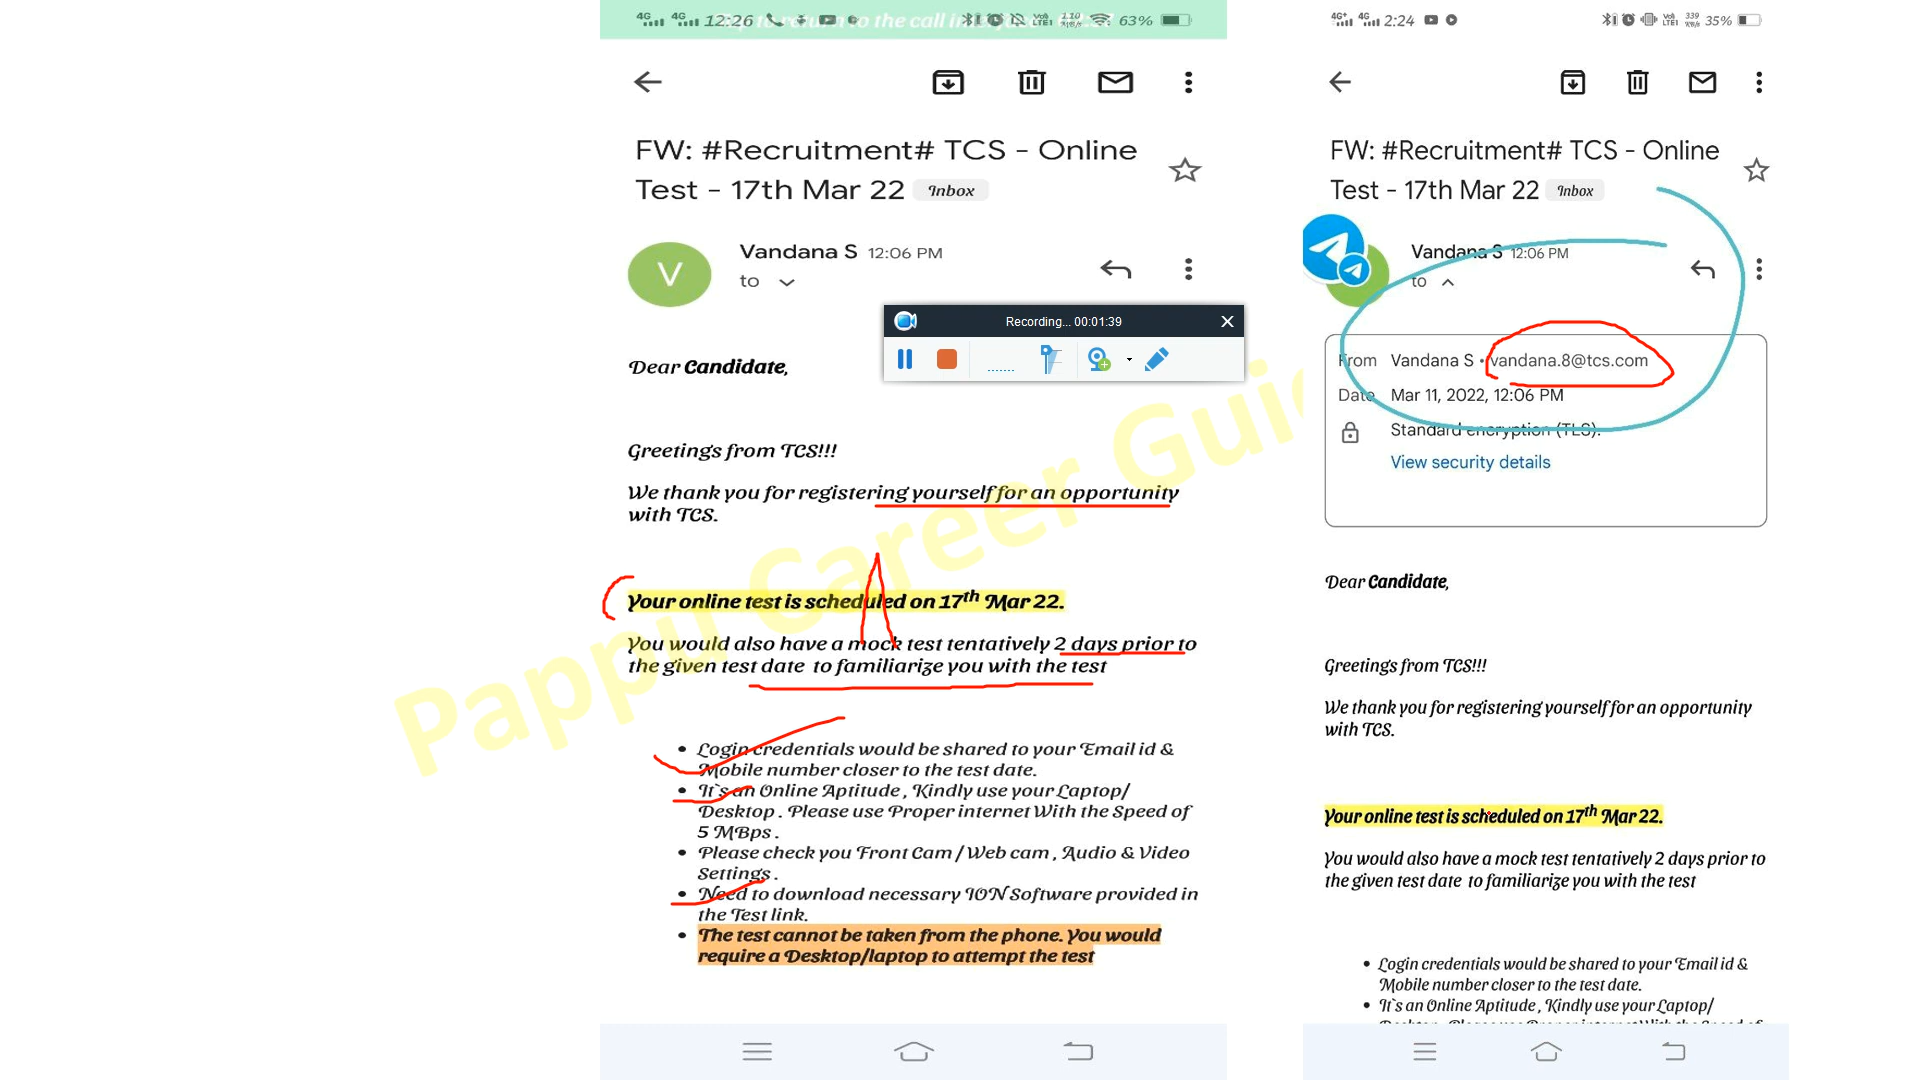 4G 4G 12:26 63%
FW: #Recruitment# TCS - Online
Test - 17th Mar 22 Inbox
V
Vandana S 12:06 PM
to
Recording... 00:01:39
Dear Candidate,
Greetings from TCS!!!
We thank you for registering yourself for an opportunity
with TCS.
Your online test is scheduled on 17th Mar 22.
You would also have a mock test tentatively 2 days prior to
the given test date to familiarize you with the test
• Login credentials would be shared to your Email id &
Mobile number closer to the test date.
• It`s an Online Aptitude , Kindly use your Laptop/
Desktop . Please use Proper internet With the Speed of
5 MBps .
• Please check you Front Cam / Web cam , Audio & Video
Settings .
• Need to download necessary ION Software provided in
the Test link.
• The test cannot be taken from the phone. You would
require a Desktop/laptop to attempt the test
Pappu Career Guid
4G+ 4G 2:24 35%
FW: #Recruitment# TCS - Online
Test - 17th Mar 22 Inbox
Vandana S 12:06 PM
to
From Vandana S • vandana.8@tcs.com
Date Mar 11, 2022, 12:06 PM
Standard encryption (TLS).
View security details
Dear Candidate,
Greetings from TCS!!!
We thank you for registering yourself for an opportunity
with TCS.
Your online test is scheduled on 17th Mar 22.
You would also have a mock test tentatively 2 days prior to
the given test date to familiarize you with the test
• Login credentials would be shared to your Email id &
Mobile number closer to the test date.
• It`s an Online Aptitude , Kindly use your Laptop/